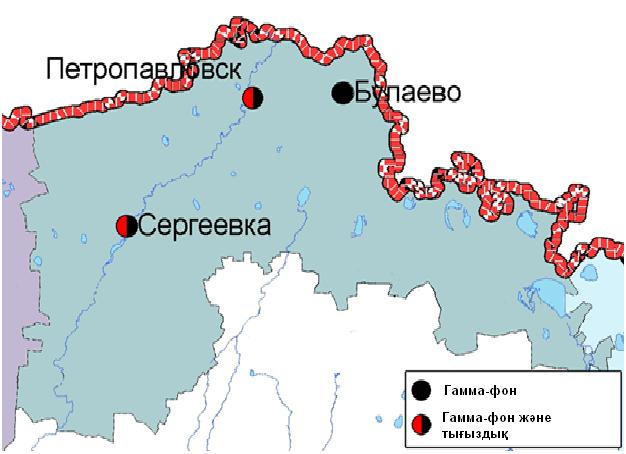 Петропавловск
Булаево
Сергеевка
Гамма-фон
Гамма-фон және
тығыздық